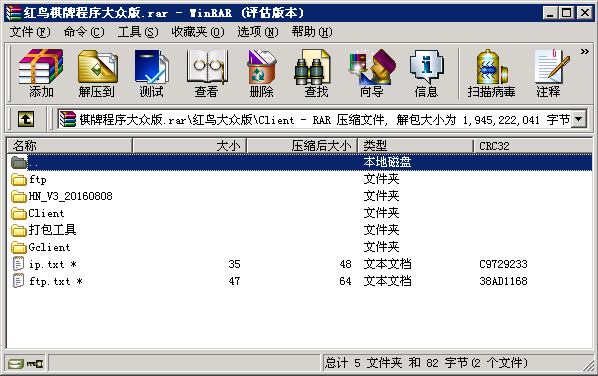 红鸟棋牌程序大众版.rar - WinRAR (评估版本)
文件(F) 命令(C) 工具(S) 收藏夹(O) 选项(N) 帮助(H)
添加 解压到 测试 查看 删除 查找 向导 信息 扫描病毒 注释
棋牌程序大众版.rar\红鸟大众版\Client - RAR 压缩文件, 解包大小为 1,945,222,041 字节
名称 大小 压缩后大小 类型 CRC32
.. 本地磁盘
ftp 文件夹
HN_V3_20160808 文件夹
Client 文件夹
打包工具 文件夹
Gclient 文件夹
ip.txt * 35 48 文本文档 C9729233
ftp.txt * 47 64 文本文档 38AD1168
总计 5 文件夹 和 82 字节(2 个文件)